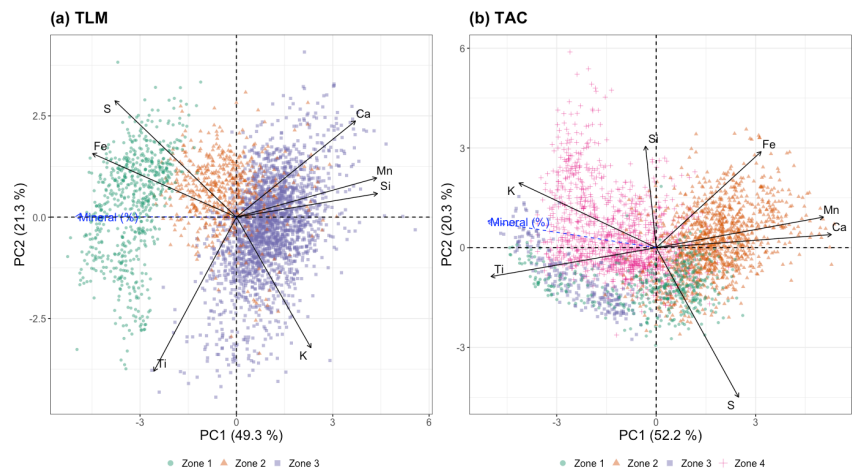 (a) TLM
(b) TAC
PC2 (21.3 %)
2.5
0.0
-2.5
-3
0
3
6
PC1 (49.3 %)
S
Fe
Mineral (%)
Ti
K
Ca
Mn
Si
Zone 1 Zone 2 Zone 3
PC2 (20.3 %)
6
3
0
-3
-3
0
3
PC1 (52.2 %)
Si
Fe
K
Mineral (%)
Mn
Ca
Ti
S
Zone 1 Zone 2 Zone 3 Zone 4